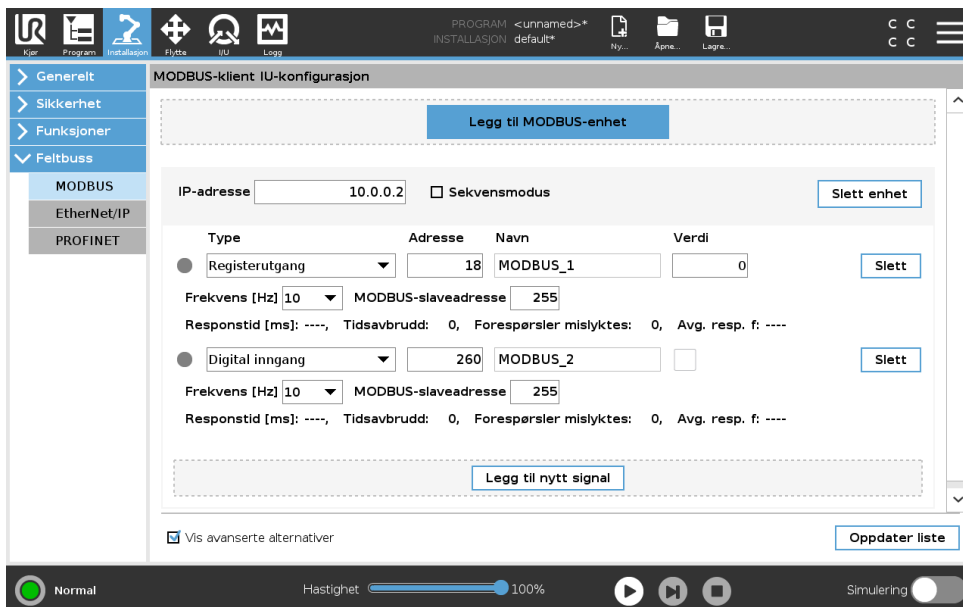 PROGRAM <unnamed>*
INSTALLASJON default*
Kjør Program Installasjon Flytte I/U Logg Ny... Åpne... Lagre...
C C
C C
Generelt
Sikkerhet
Funksjoner
Feltbuss
MODBUS
EtherNet/IP
PROFINET
MODBUS-klient IU-konfigurasjon
Legg til MODBUS-enhet
IP-adresse 10.0.0.2 Sekvensmodus Slett enhet
Type Adresse Navn Verdi
Registerutgang 18 MODBUS_1 0 Slett
Frekvens [Hz] 10 MODBUS-slaveadresse 255
Responstid [ms]: ----, Tidsavbrudd: 0, Forespørsler mislyktes: 0, Avg. resp. f: ----
Digital inngang 260 MODBUS_2 Slett
Frekvens [Hz] 10 MODBUS-slaveadresse 255
Responstid [ms]: ----, Tidsavbrudd: 0, Forespørsler mislyktes: 0, Avg. resp. f: ----
Legg til nytt signal
Vis avanserte alternativer Oppdater liste
Normal Hastighet 100% Simulering